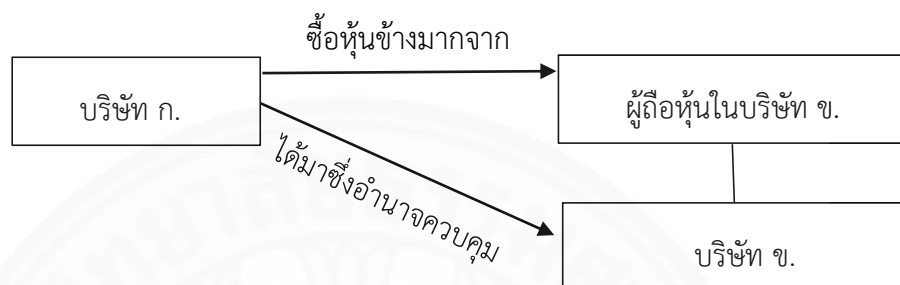 ซื้อหุ้นข้างมากจาก
บริษัท ก.
ผู้ถือหุ้นในบริษัท ข.
ได้มาซึ่งอำนาจควบคุม
บริษัท ข.